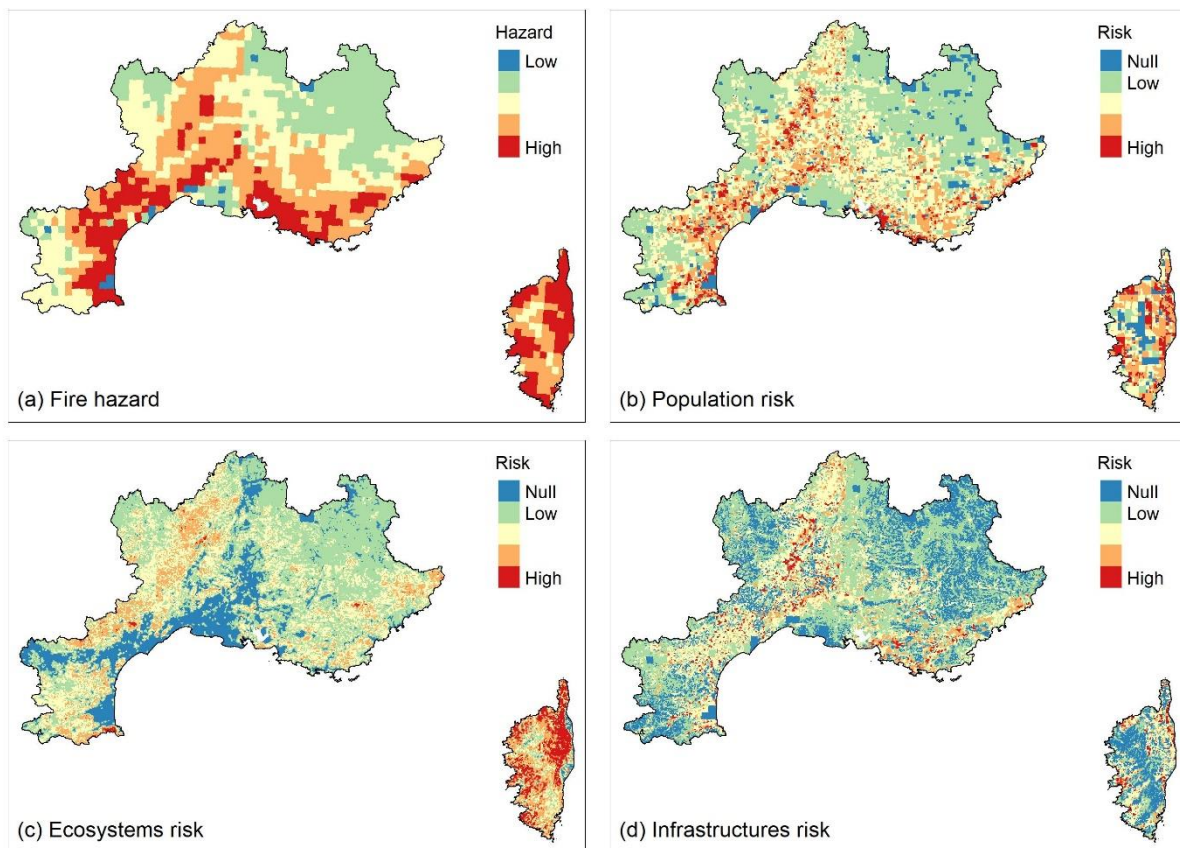 Hazard
Low
High
(a) Fire hazard
Risk
Null
Low
High
(b) Population risk
Risk
Null
Low
High
(c) Ecosystems risk
Risk
Null
Low
High
(d) Infrastructures risk